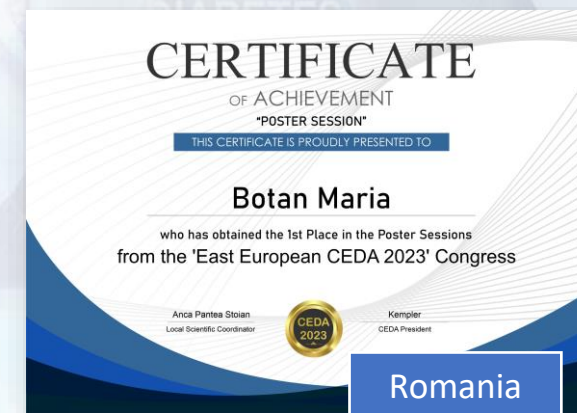 DIABETES
CERTIFICATE
OF ACHIEVEMENT
"POSTER SESSION"
THIS CERTIFICATE IS PROUDLY PRESENTED TO
Botan Maria
who has obtained the 1st Place in the Poster Sessions
from the 'East European CEDA 2023' Congress
Anca Pantea Stoian
Local Scientific Coordinator
CEDA
2023
Kempler
CEDA President
Romania